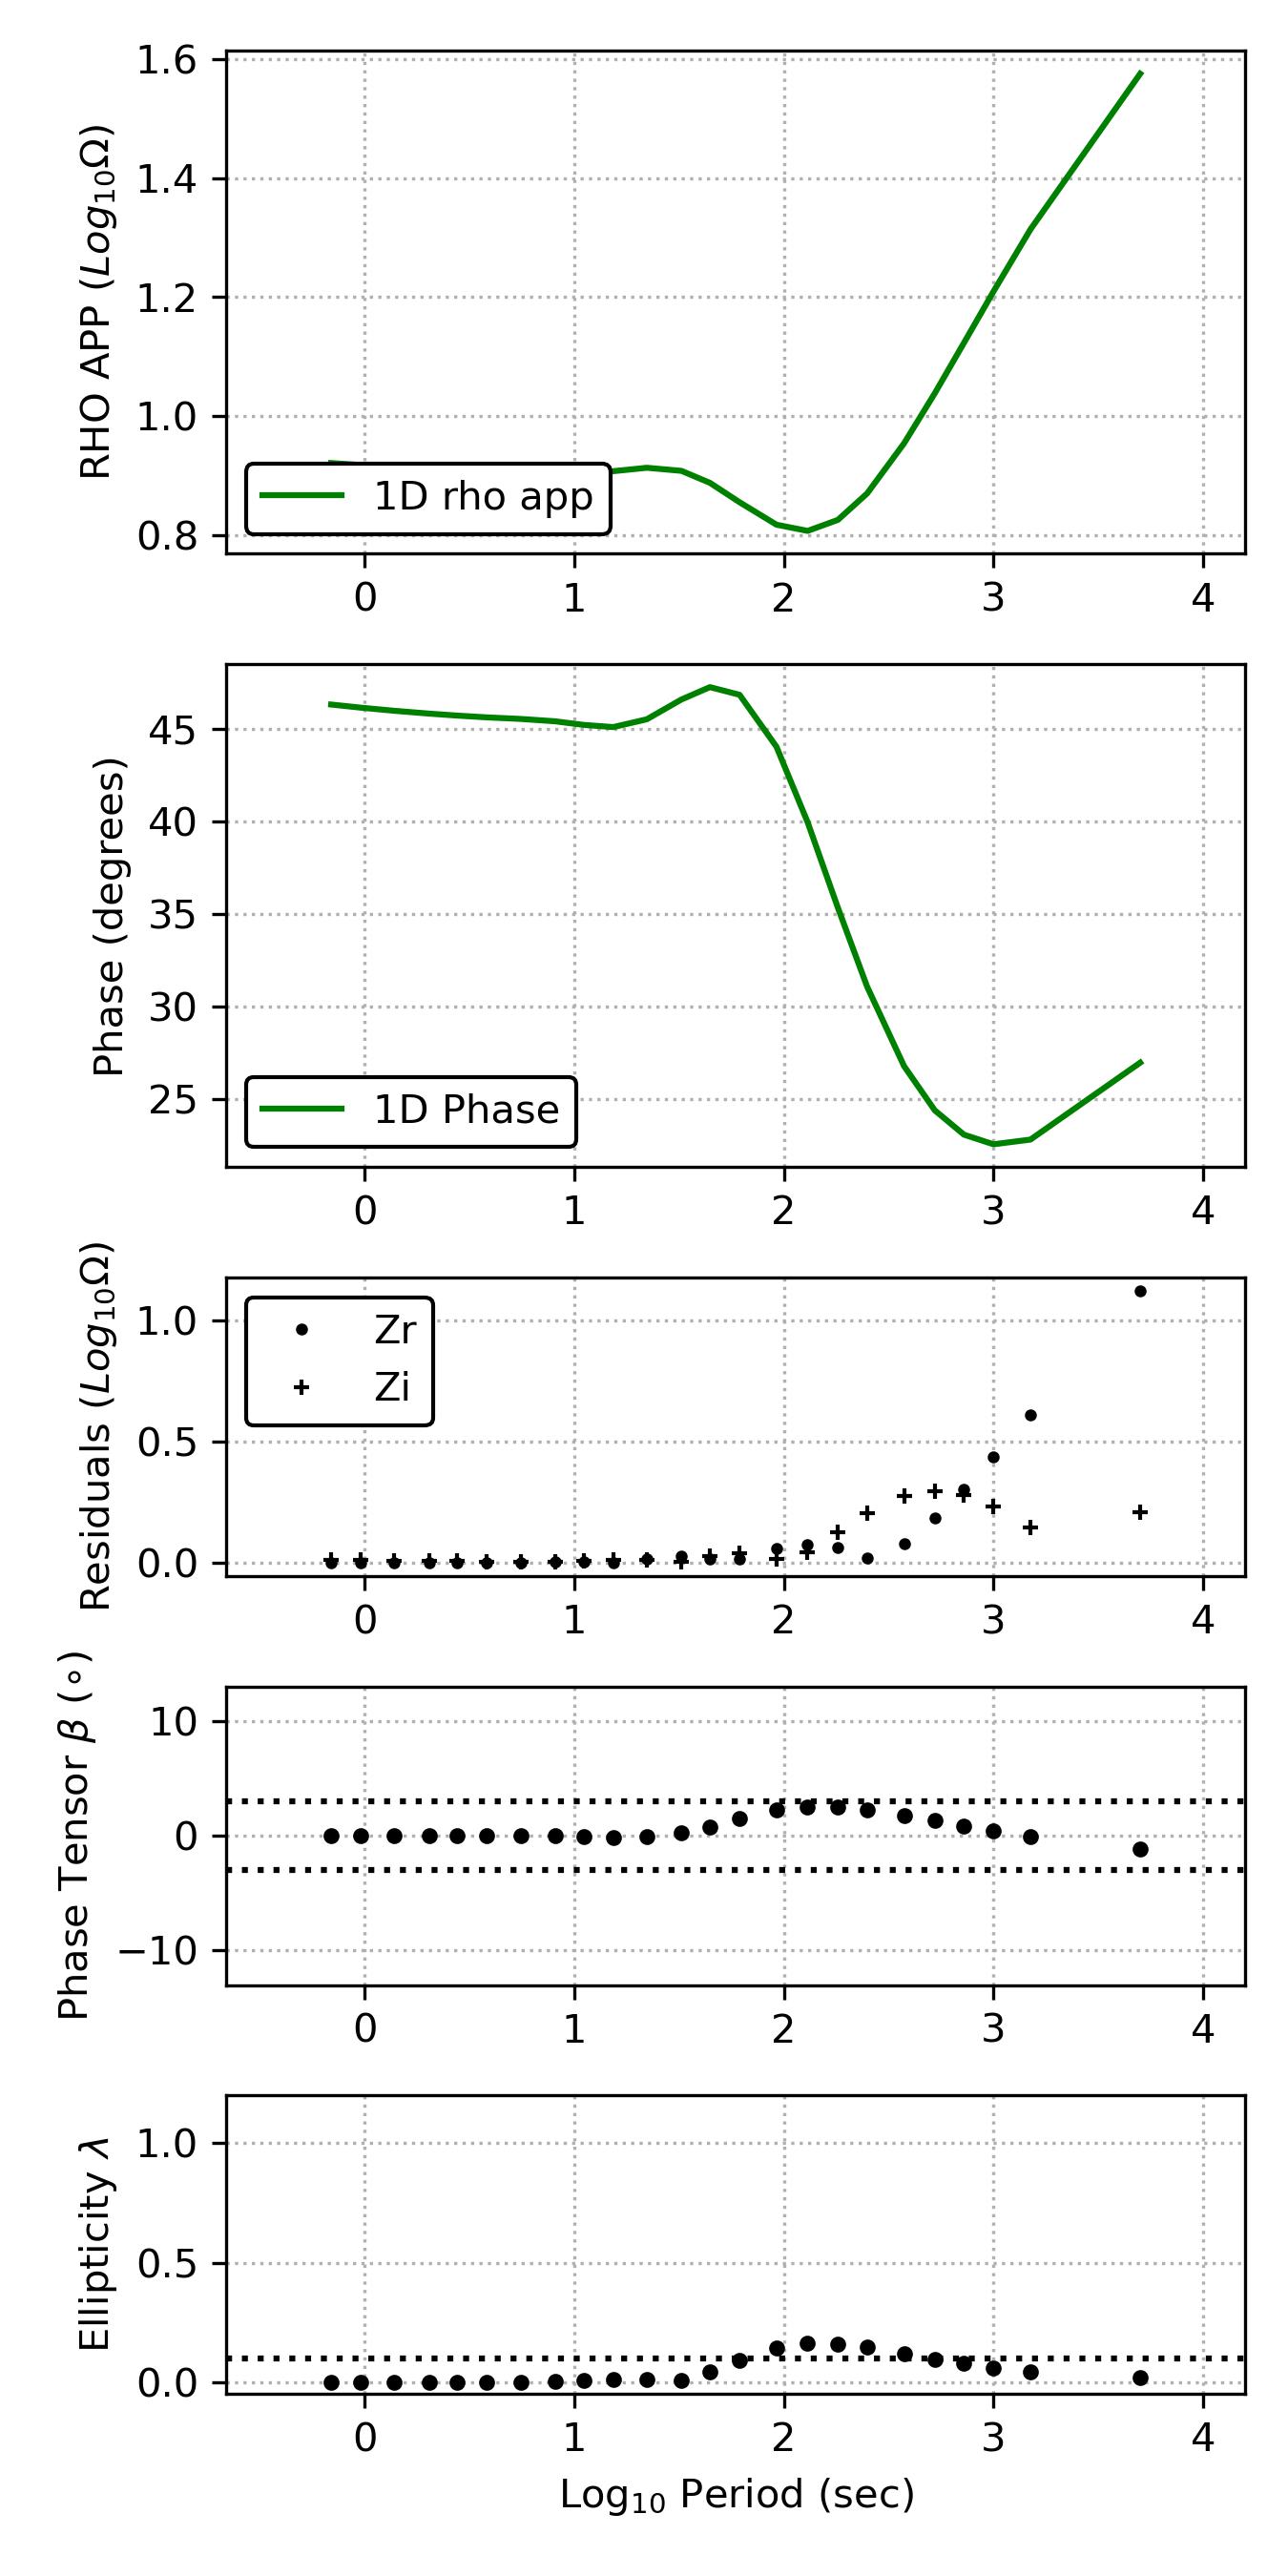 1.6
1.4
1.2
1.0
0.8
RHO APP (Log₁₀Ω)
1D rho app
0 1 2 3 4
45
40
35
30
25
Phase (degrees)
1D Phase
0 1 2 3 4
1.0
0.5
0.0
Residuals (Log₁₀Ω)
Zr
Zi
0 1 2 3 4
10
0
−10
Phase Tensor β (∘)
0 1 2 3 4
1.0
0.5
0.0
Ellipticity λ
0 1 2 3 4
Log₁₀ Period (sec)